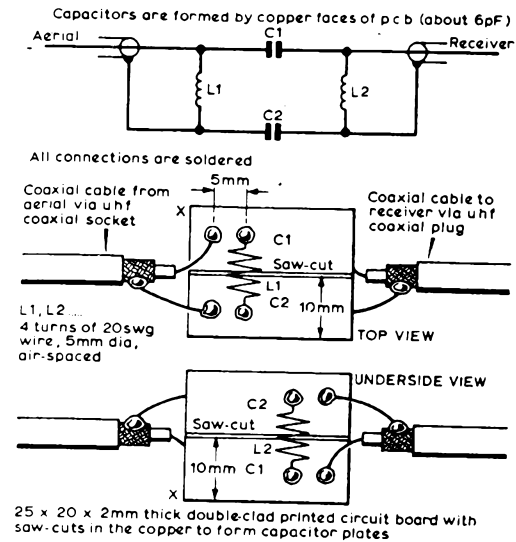 Capacitors are formed by copper faces of pcb (about 6pF)
Aerial
C1
Receiver
L1
L2
C2
All connections are soldered
5mm
Coaxial cable from
aerial via uhf
coaxial socket
X
C1
Coaxial cable to
receiver via uhf
coaxial plug
Saw-cut
L1
C2
10mm
L1, L2.....
4 turns of 20swg
wire, 5mm dia,
air-spaced
TOP VIEW
UNDERSIDE VIEW
C2
Saw-cut
L2
10mm
C1
X
25 x 20 x 2mm thick double-clad printed circuit board with
saw-cuts in the copper to form capacitor plates